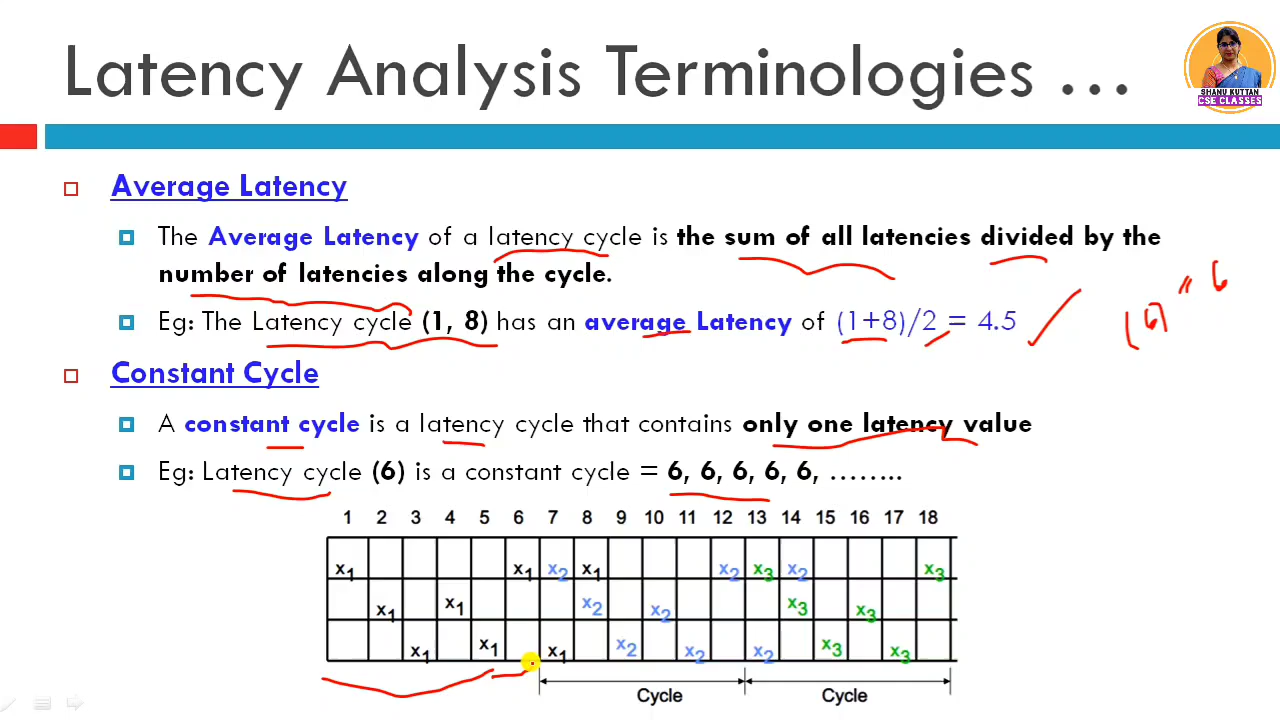 Latency Analysis Terminologies ...
SHANU KUTTAN
CSE CLASSES
Average Latency
The Average Latency of a latency cycle is the sum of all latencies divided by the
number of latencies along the cycle.
Eg: The Latency cycle (1, 8) has an average Latency of (1+8)/2 = 4.5
(6) = 6
Constant Cycle
A constant cycle is a latency cycle that contains only one latency value
Eg: Latency cycle (6) is a constant cycle = 6, 6, 6, 6, 6, ……..
1 2 3 4 5 6 7 8 9 10 11 12 13 14 15 16 17 18
x1 x1 x2 x1 x2 x3 x2 x3
x1 x1 x2 x2 x3 x3
x1 x1 x1 x2 x2 x2 x3 x3
Cycle Cycle